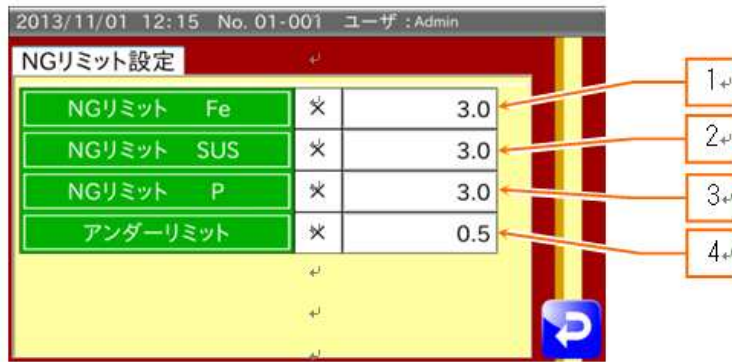 2013/11/01 12:15 No. 01-001 ユーザ :Admin
NGリミット設定
NGリミット Fe × 3.0
NGリミット SUS × 3.0
NGリミット P × 3.0
アンダーリミット × 0.5
1
2
3
4